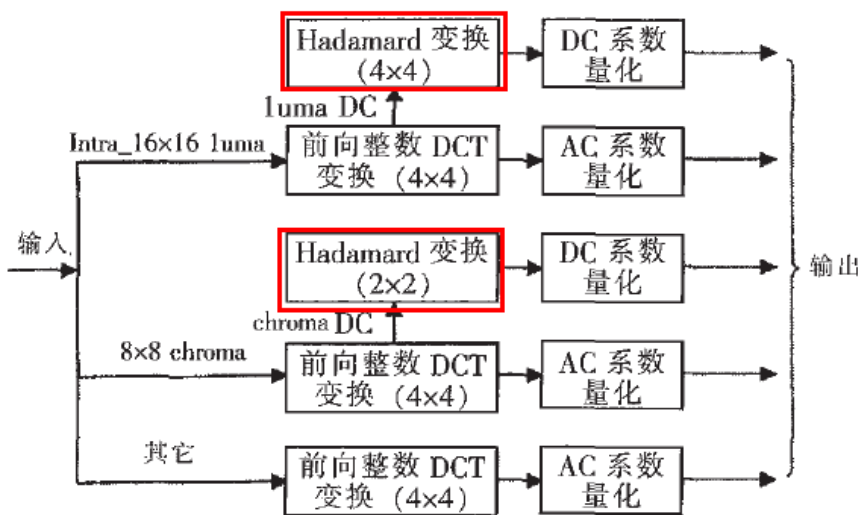 Hadamard 变换
(4×4)
DC 系数
量化
1uma DC
Intra_16×16 1uma
前向整数 DCT
变换 (4×4)
AC 系数
量化
输入
Hadamard 变换
(2×2)
DC 系数
量化
输出
chroma DC
8×8 chroma
前向整数 DCT
变换 (4×4)
AC 系数
量化
其它
前向整数 DCT
变换 (4×4)
AC 系数
量化